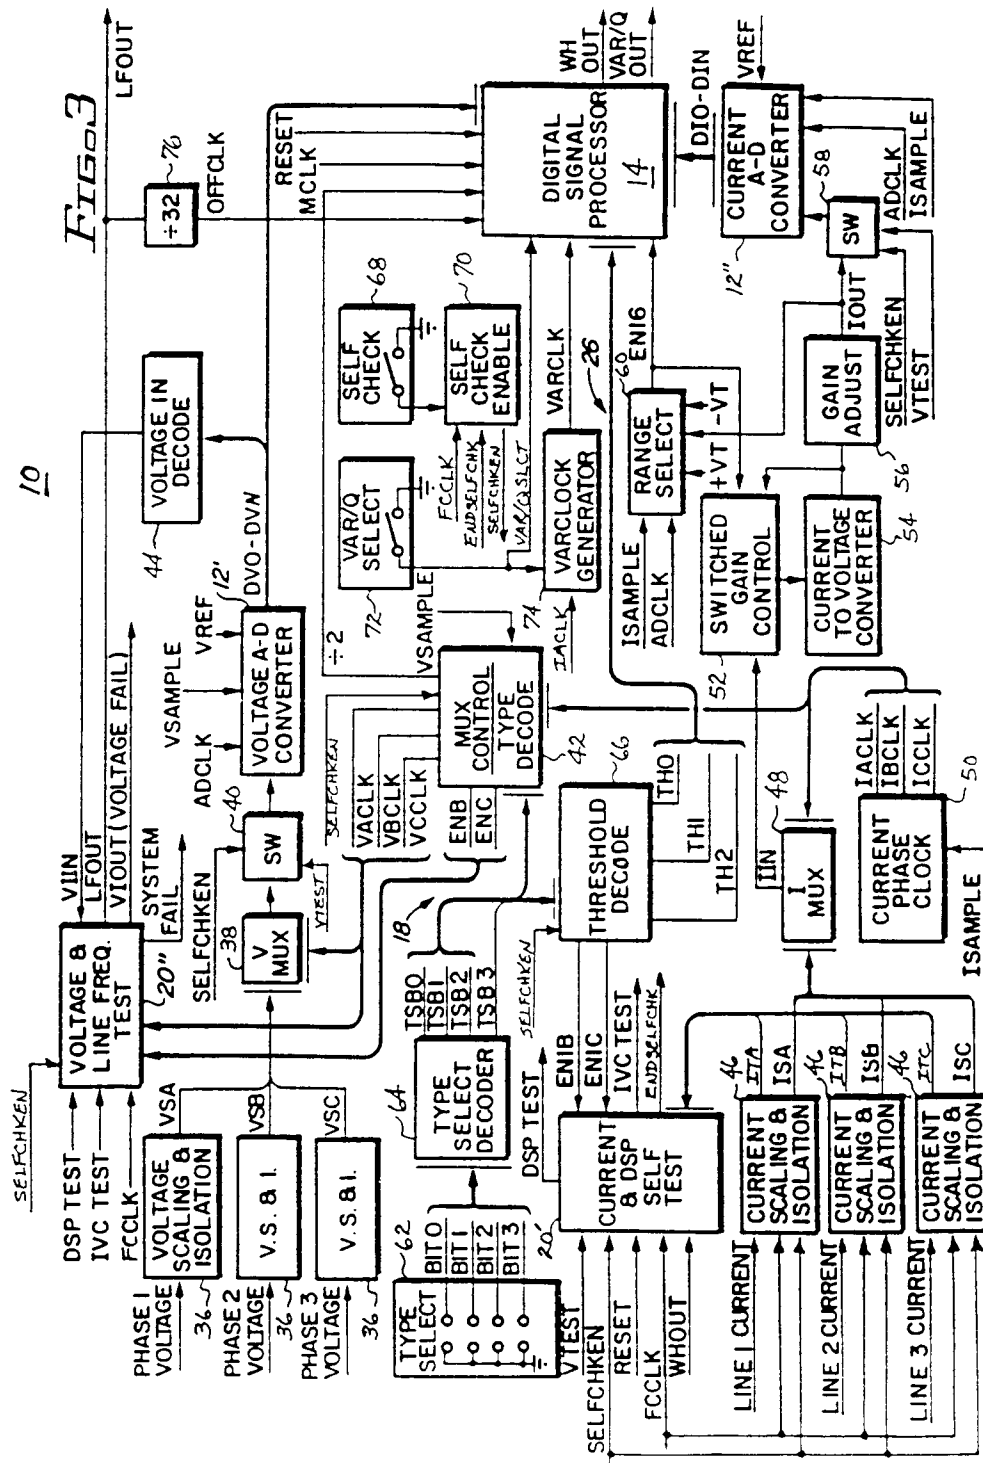 FIG. 3
10
SELFCHKEN
DSP TEST
IVC TEST
FCCLK
VOLTAGE &
LINE FREQ.
TEST
20"
VIIN
LFOUT
VIOUT (VOLTAGE FAIL)
SYSTEM
FAIL
LFOUT
÷32
76
OFFCLK
VOLTAGE IN
DECODE
44
PHASE 1
VOLTAGE
VOLTAGE
SCALING &
ISOLATION
36
VSA
PHASE 2
VOLTAGE
V.S. & I.
36
VSB
PHASE 3
VOLTAGE
V.S. & I.
36
VSC
V
MUX
38
SELFCHKEN
SW
40
VTEST
ADCLK
VSAMPLE
VREF
VOLTAGE A-D
CONVERTER
12'
DVO-DVN
RESET
MCLK
÷2
SELFCHKEN
VACLK
VBCLK
VCCLK
ENB
ENC
VSAMPLE
MUX
CONTROL
TYPE
DECODE
42
18
VAR/Q
SELECT
72
SELF
CHECK
68
SELF
CHECK
ENABLE
70
FCCLK
ENDSELFCHK
SELFCHKEN
VAR/QSLCT
IACLK
VARCLOCK
GENERATOR
74
VARCLK
26
DIGITAL
SIGNAL
PROCESSOR
14
WH
OUT
VAR/Q
OUT
TYPE
SELECT
62
BIT 0
BIT 1
BIT 2
BIT 3
TYPE
SELECT
DECODER
64
TSB0
TSB1
TSB2
TSB3
SELFCHKEN
THRESHOLD
DECODE
66
TH0
TH1
TH2
VTEST
SELFCHKEN
RESET
FCCLK
WHOUT
CURRENT
& DSP
SELF
TEST
20'
DSP TEST
ENIB
ENIC
IVC TEST
ENDSELFCHK
ISAMPLE
ADCLK
RANGE
SELECT
60
EN16
+VT
-VT
SWITCHED
GAIN
CONTROL
52
CURRENT
TO VOLTAGE
CONVERTER
54
GAIN
ADJUST
56
IOUT
SW
58
SELFCHKEN
VTEST
CURRENT
A-D
CONVERTER
12"
DIO-DIN
VREF
ADCLK
ISAMPLE
LINE 1 CURRENT
CURRENT
SCALING &
ISOLATION
46
ITA
ISA
LINE 2 CURRENT
CURRENT
SCALING &
ISOLATION
46
ITB
ISB
LINE 3 CURRENT
CURRENT
SCALING &
ISOLATION
46
ITC
ISC
I
MUX
48
IIN
CURRENT
PHASE
CLOCK
50
IACLK
IBCLK
ICCLK
ISAMPLE